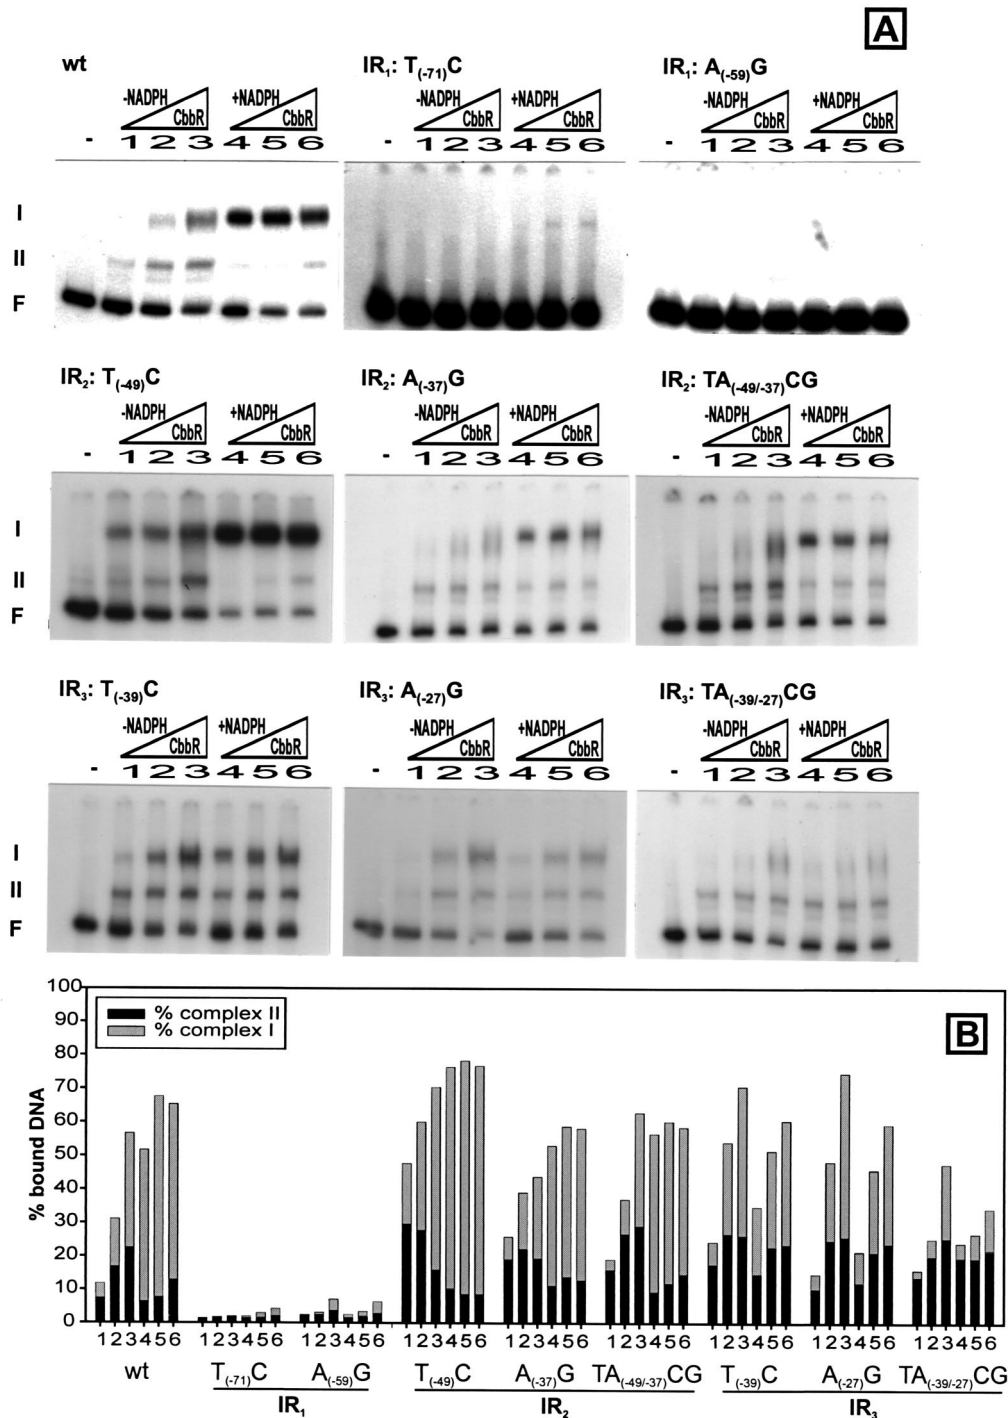 A
wt
IR₁: T₍₋₇₁₎C
IR₁: A₍₋₅₉₎G
-NADPH CbbR +NADPH CbbR
-NADPH CbbR +NADPH CbbR
-NADPH CbbR +NADPH CbbR
- 1 2 3 4 5 6
- 1 2 3 4 5 6
- 1 2 3 4 5 6
I
II
F
IR₂: T₍₋₄₉₎C
IR₂: A₍₋₃₇₎G
IR₂: TA₍₋₄₉/₋₃₇₎CG
-NADPH CbbR +NADPH CbbR
-NADPH CbbR +NADPH CbbR
-NADPH CbbR +NADPH CbbR
- 1 2 3 4 5 6
- 1 2 3 4 5 6
- 1 2 3 4 5 6
I
II
F
IR₃: T₍₋₃₉₎C
IR₃: A₍₋₂₇₎G
IR₃: TA₍₋₃₉/₋₂₇₎CG
-NADPH CbbR +NADPH CbbR
-NADPH CbbR +NADPH CbbR
-NADPH CbbR +NADPH CbbR
- 1 2 3 4 5 6
- 1 2 3 4 5 6
- 1 2 3 4 5 6
I
II
F
B
% complex II
% complex I
% bound DNA
100
90
80
70
60
50
40
30
20
10
0
123456 123456 123456 123456 123456 123456 123456 123456 123456
wt T₍₋₇₁₎C A₍₋₅₉₎G T₍₋₄₉₎C A₍₋₃₇₎G TA₍₋₄₉/₋₃₇₎CG T₍₋₃₉₎C A₍₋₂₇₎G TA₍₋₃₉/₋₂₇₎CG
IR₁ IR₂ IR₃